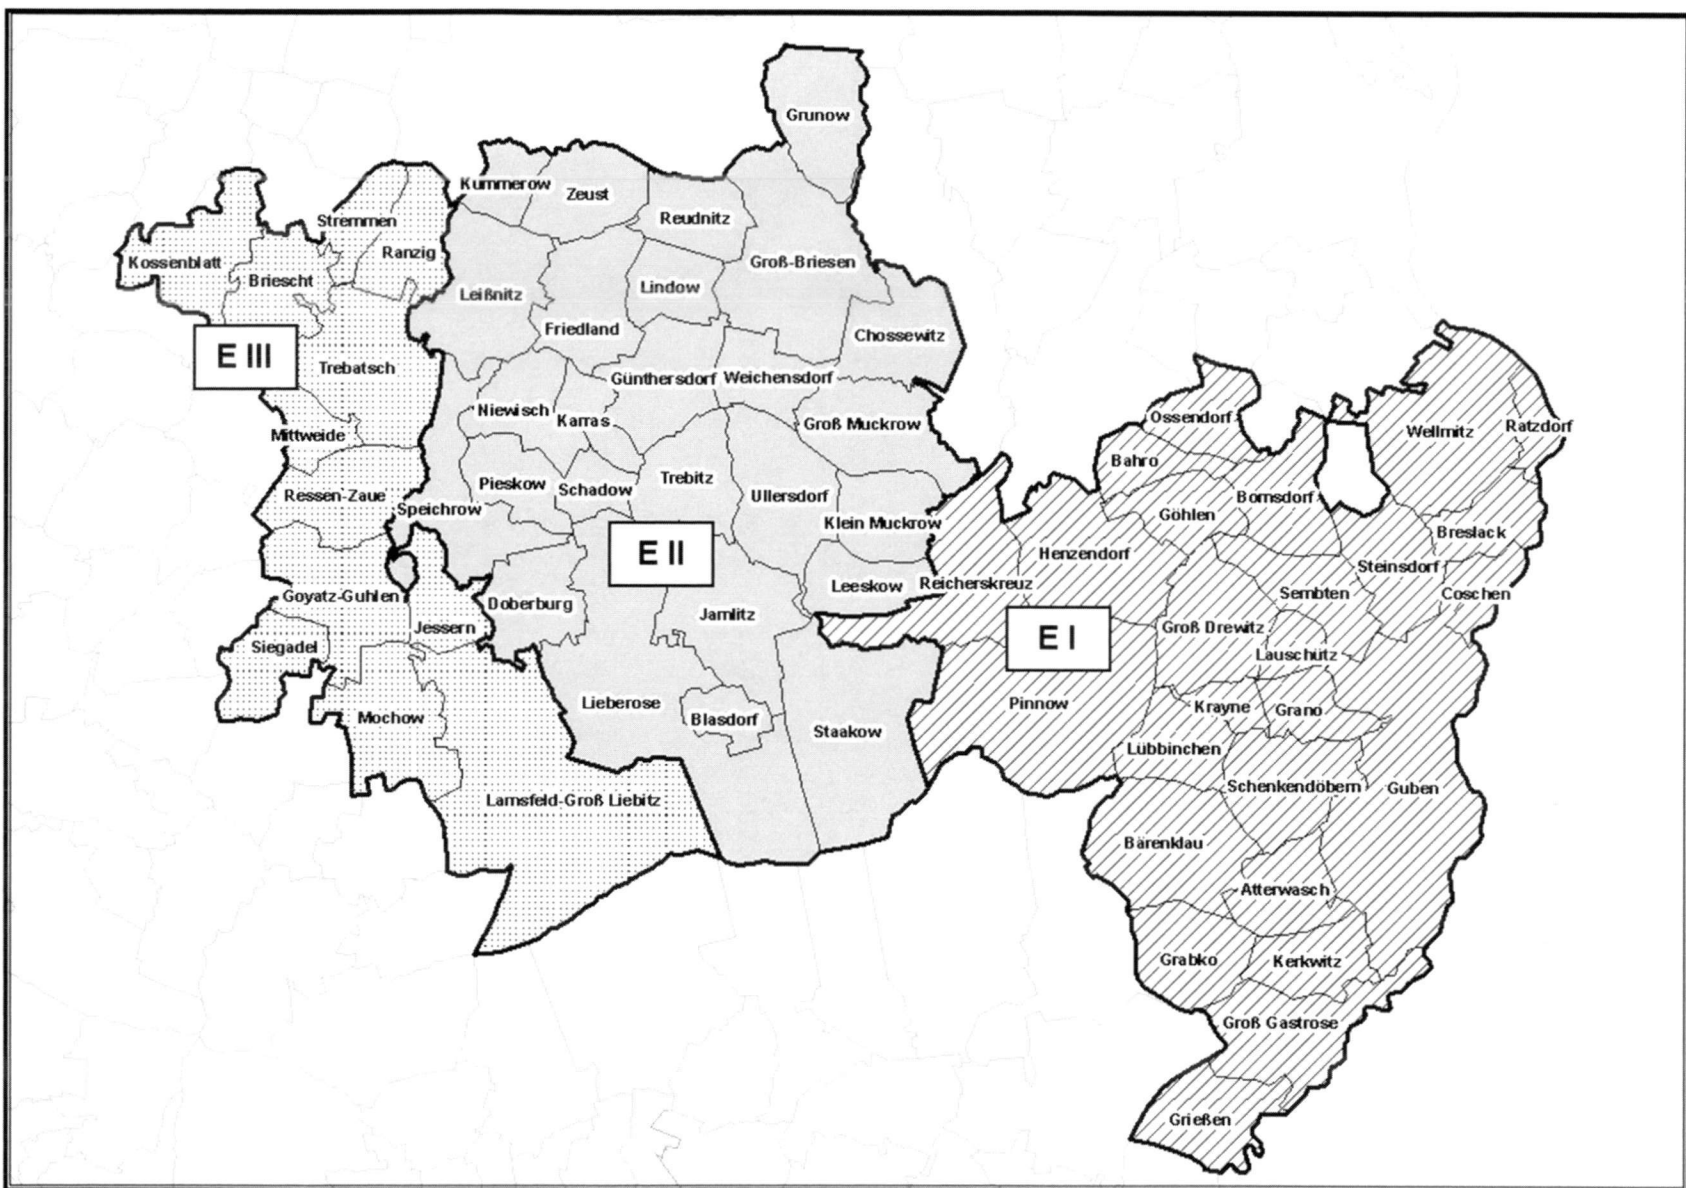 Grunow
Kummerow
Zeust
Reudnitz
Stremmen
Ranzig
Kossenblatt
Briescht
Groß-Briesen
Leißnitz
Lindow
Friedland
Chossewitz
E III
Trebatsch
Günthersdorf
Weichensdorf
Niewisch
Karras
Groß Muckrow
Mittweide
Ossendorf
Wellmitz
Ratzdorf
Bahro
Ressen-Zaue
Pieskow
Schadow
Trebitz
Ullersdorf
Bomsdorf
Speichrow
Klein Muckrow
Göhlen
Breslack
E II
Henzendorf
Steinsdorf
Goyatz-Guhlen
Leeskow
Reicherskreuz
Sembten
Coschen
Doberburg
Jamlitz
Jessern
Groß Drewitz
E I
Siegadel
Lauschütz
Lieberose
Pinnow
Krayne
Grano
Mochow
Blasdorf
Staakow
Lübbinchen
Schenkendöbern
Guben
Lamsfeld-Groß Liebitz
Bärenklau
Atterwasch
Grabko
Kerkwitz
Groß Gastrose
Grießen